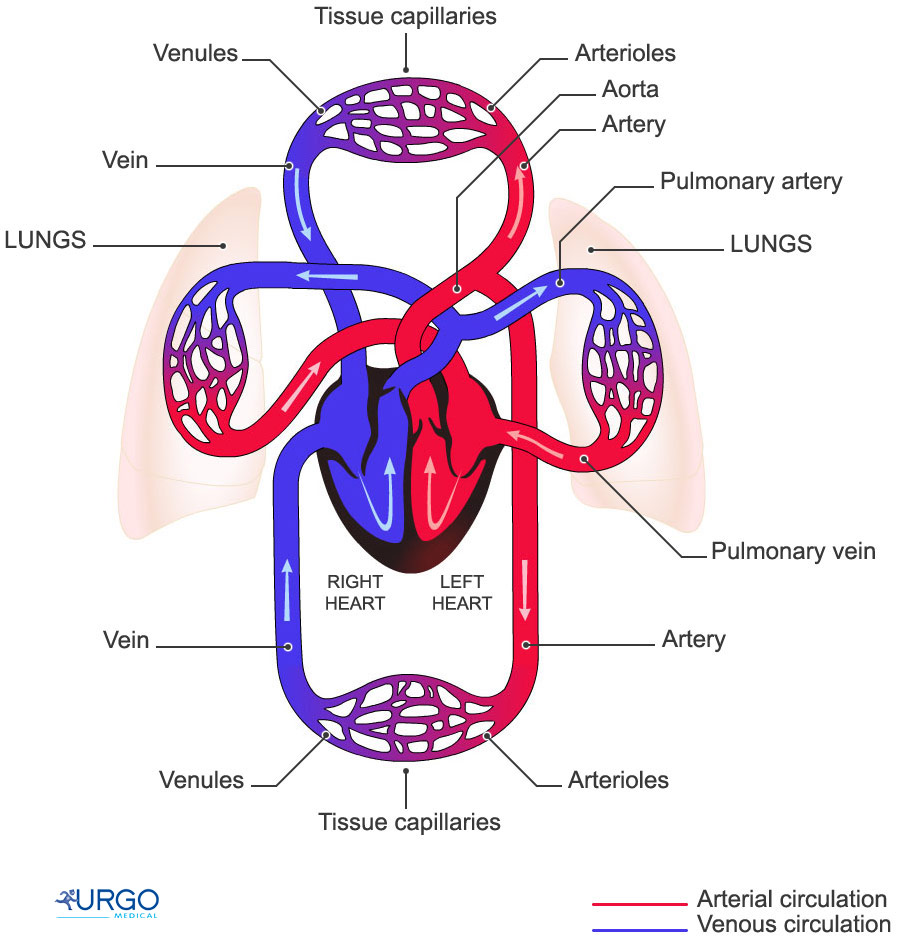 Tissue capillaries
Venules
Arterioles
Aorta
Artery
Vein
Pulmonary artery
LUNGS
LUNGS
Pulmonary vein
RIGHT
HEART
LEFT
HEART
Vein
Artery
Venules
Arterioles
Tissue capillaries
URGO
MEDICAL
Arterial circulation
Venous circulation